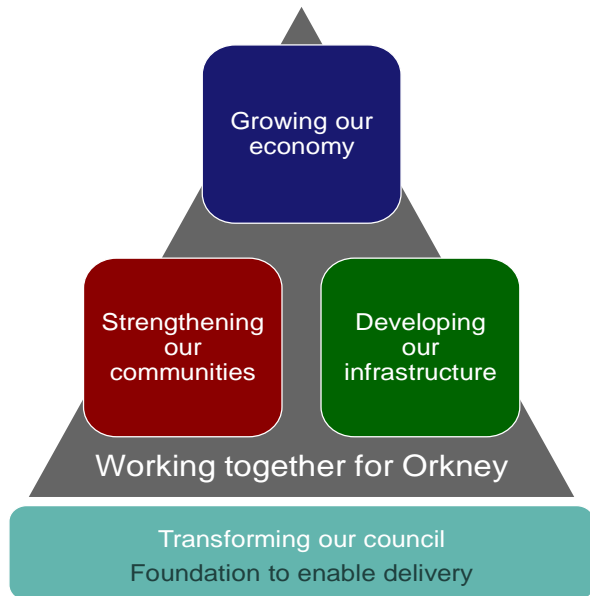 Growing our
economy
Strengthening
our
communities
Developing
our
infrastructure
Working together for Orkney
Transforming our council
Foundation to enable delivery